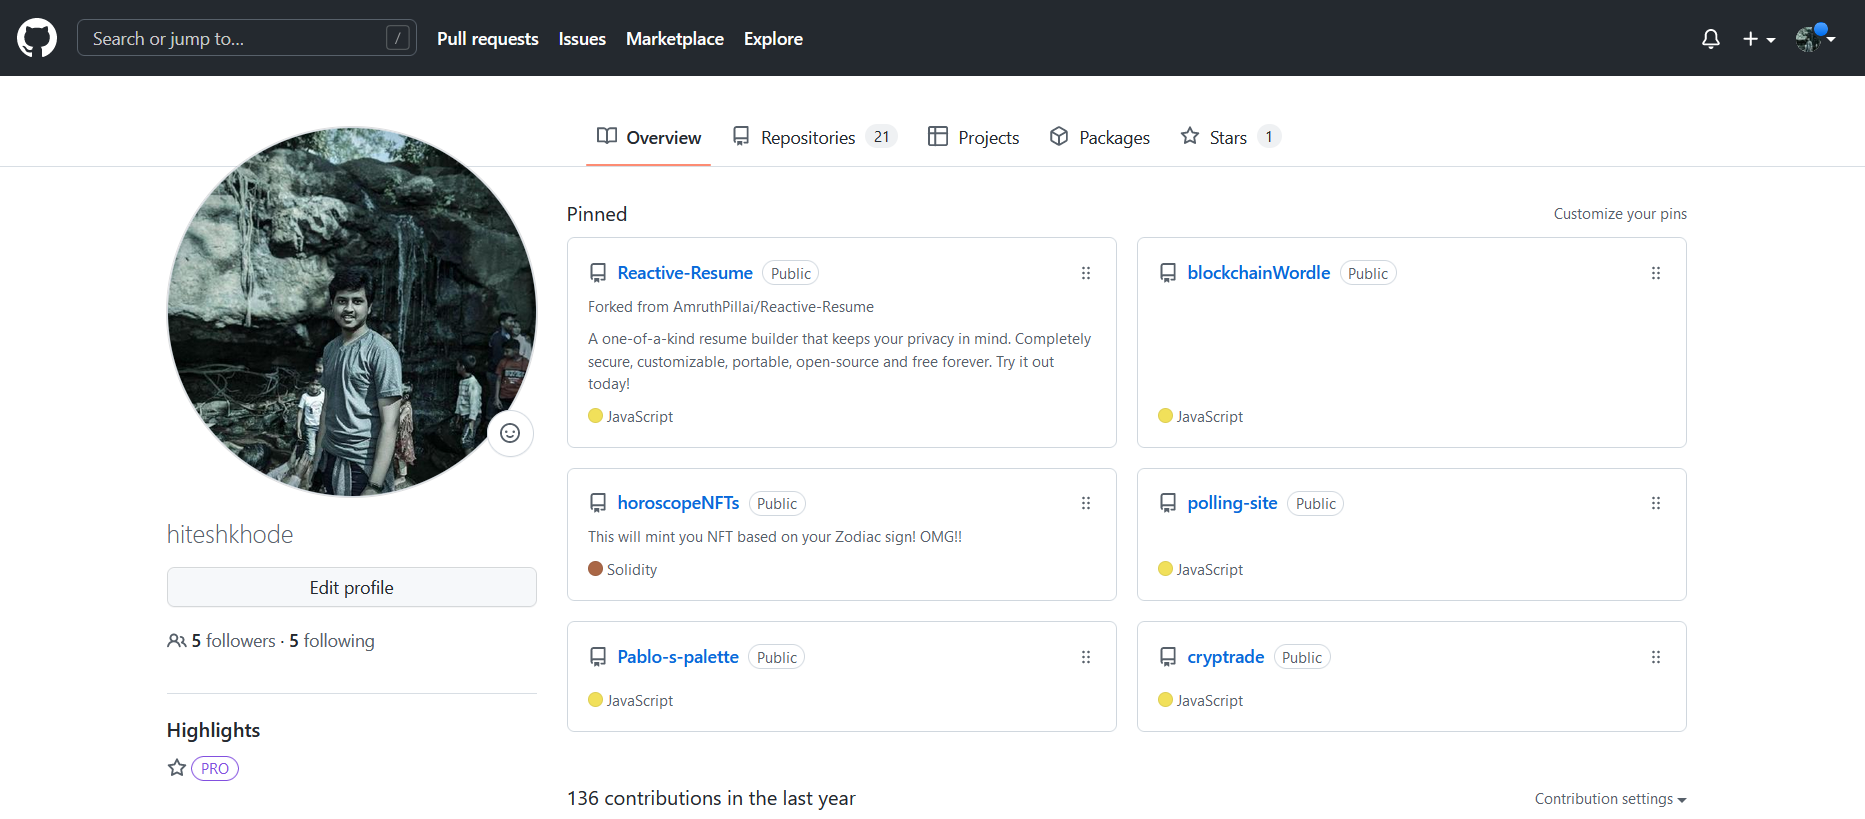 Search or jump to... /
Pull requests Issues Marketplace Explore
Overview Repositories 21 Projects Packages Stars 1
hiteshkhode
Edit profile
5 followers · 5 following
Highlights
PRO
Pinned
Customize your pins
Reactive-Resume Public
Forked from AmruthPillai/Reactive-Resume
A one-of-a-kind resume builder that keeps your privacy in mind. Completely
secure, customizable, portable, open-source and free forever. Try it out
today!
JavaScript
blockchainWordle Public
JavaScript
horoscopeNFTs Public
This will mint you NFT based on your Zodiac sign! OMG!!
Solidity
polling-site Public
JavaScript
Pablo-s-palette Public
JavaScript
cryptrade Public
JavaScript
136 contributions in the last year
Contribution settings